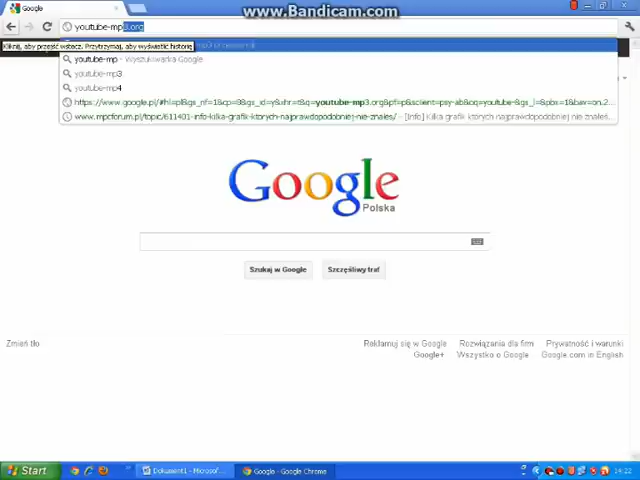 www.Bandicam.com
Google
youtube-mp3.org
Kliknij, aby przejść wstecz. Przytrzymaj, aby wyświetlić historię
youtube-mp - Wyszukiwarka Google
youtube-mp3
youtube-mp4
https://www.google.pl/#hl=pl&gs_nf=1&cp=8&gs_id=y&xhr=t&q=youtube-mp3.org&pf=p&sclient=psy-ab&oq=youtube-&gs_l=&pbx=1&bav=on.2...
www.mpcforum.pl/topic/611401-info-kilka-grafik-ktorych-najprawdopodobniej-nie-znales/ - [Info] Kilka grafik których najprawdopodobniej nie znałeś...
Google
Polska
Szukaj w Google
Szczęśliwy traf
Zmień tło
Reklamuj się w Google
Rozwiązania dla firm
Prywatność i warunki
Google+
Wszystko o Google
Google.com in English
Start
Dokument1 - Microsof...
Google - Google Chrome
14:22